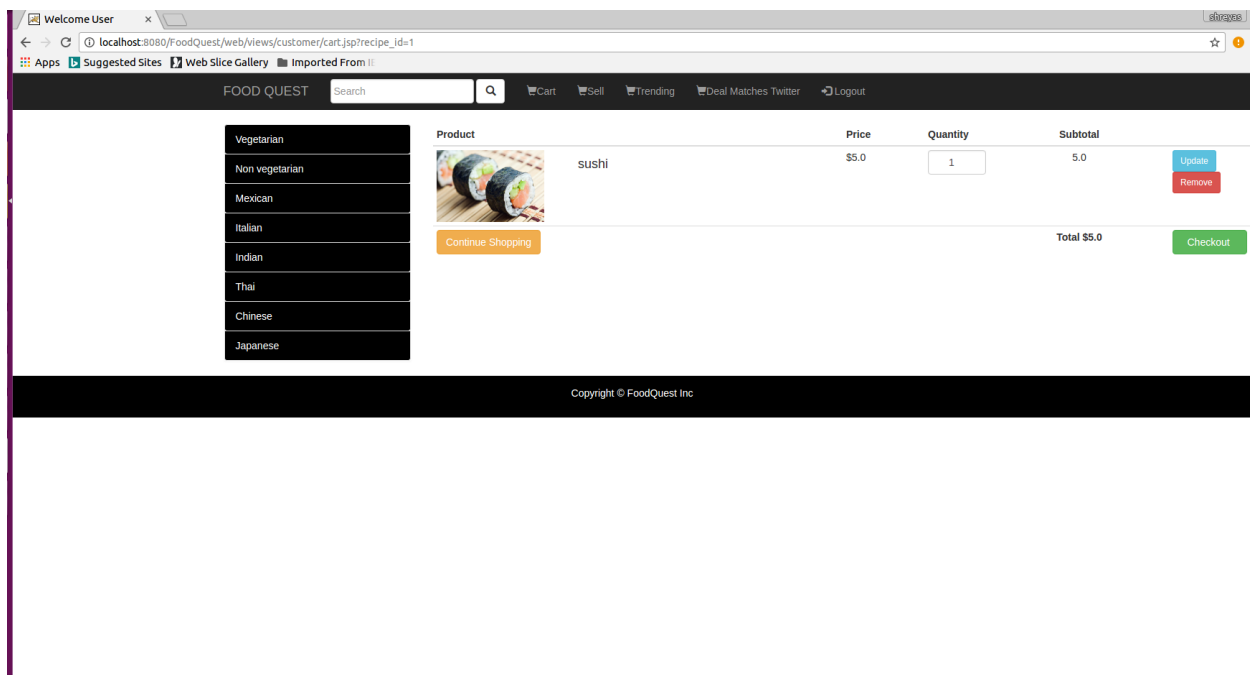 Welcome User
shreyas
localhost:8080/FoodQuest/web/views/customer/cart.jsp?recipe_id=1
Apps Suggested Sites Web Slice Gallery Imported From
FOOD QUEST Search Cart Sell Trending Deal Matches Twitter Logout
Vegetarian
Non vegetarian
Mexican
Italian
Indian
Thai
Chinese
Japanese
Product Price Quantity Subtotal
sushi $5.0 1 5.0 Update
Remove
Continue Shopping Total $5.0 Checkout
Copyright © FoodQuest Inc